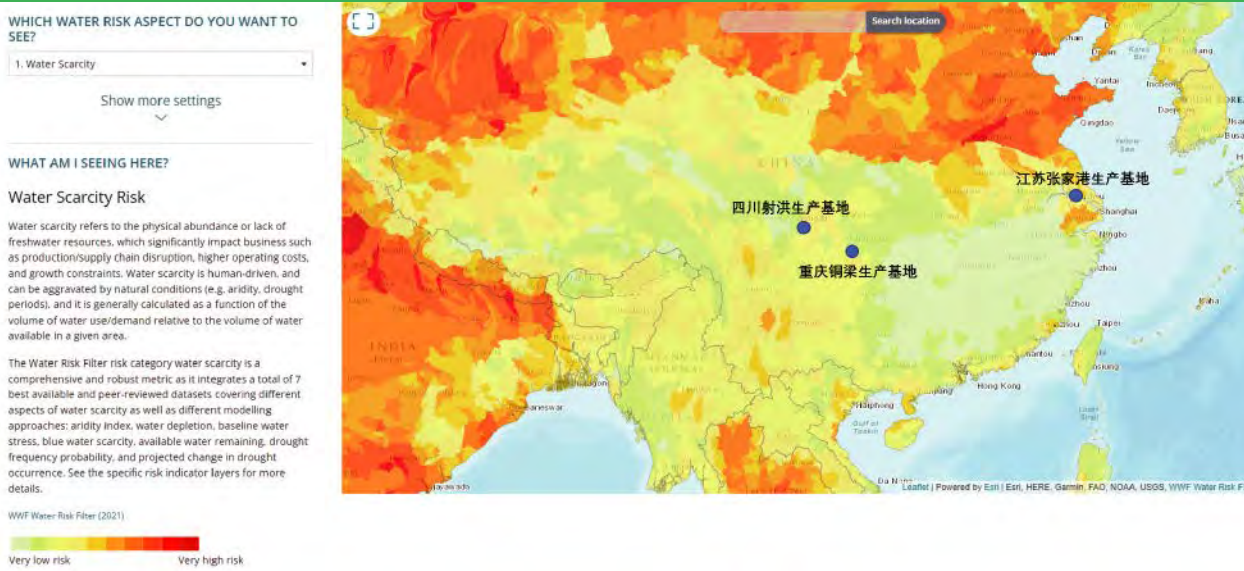 WHICH WATER RISK ASPECT DO YOU WANT TO
SEE?
1. Water Scarcity
Show more settings
WHAT AM I SEEING HERE?
Water Scarcity Risk
Water scarcity refers to the physical abundance or lack of
freshwater resources, which significantly impact business such
as production/supply chain disruption, higher operating costs,
and growth constraints. Water scarcity is human-driven, and
can be aggravated by natural conditions (e.g. aridity, drought
periods), and it is generally calculated as a function of the
volume of water use/demand relative to the volume of water
available in a given area.
The Water Risk Filter risk category water scarcity is a
comprehensive and robust metric as it integrates a total of 7
best available and peer-reviewed datasets covering different
aspects of water scarcity as well as different modelling
approaches: aridity index, water depletion, baseline water
stress, blue water scarcity, available water remaining, drought
frequency probability, and projected change in drought
occurrence. See the specific risk indicator layers for more
details.
WWF Water Risk Filter (2021)
Very low risk
Very high risk
Search location
Yantai
Qingdao
Yellow
Sea
CHINA
江苏张家港生产基地
四川射洪生产基地
Shanghai
Ningbo
重庆铜梁生产基地
Taipei
INDIA
Hong Kong
Haiphong
Gulf of
Tonkin
Leaflet | Powered by Esri | Esri, HERE, Garmin, FAO, NOAA, USGS, WWF Water Risk F